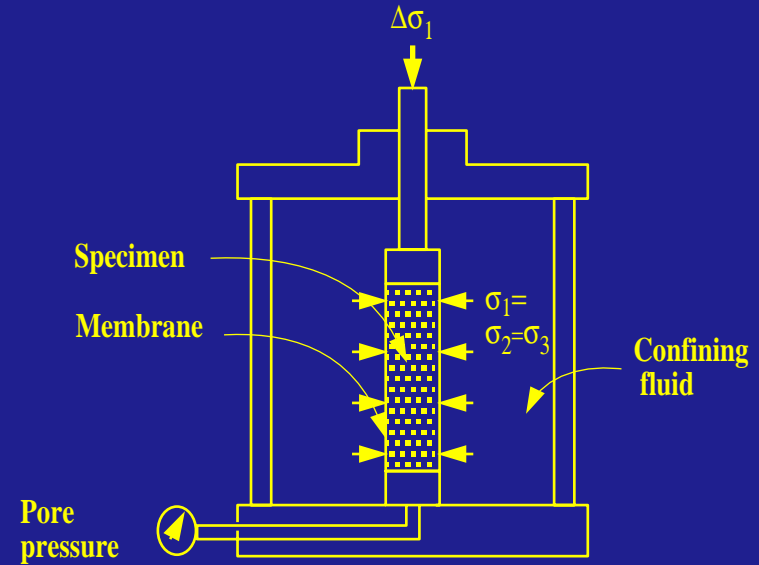 Δσ₁
Specimen
Membrane
σ₁=
σ₂=σ₃
Confining
fluid
Pore
pressure